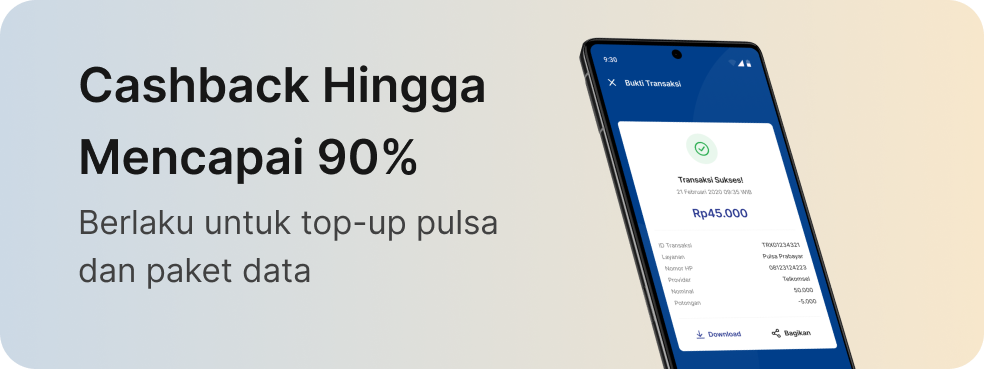 Cashback Hingga
Mencapai 90%
Berlaku untuk top-up pulsa
dan paket data
9:30
Bukti Transaksi
Transaksi Sukses!
21 Februari 2020 09:35 WIB
Rp45.000
ID Transaksi TRX01234321
Layanan Pulsa Prabayar
Nomor HP 08123124223
Provider Telkomsel
Nominal 50.000
Potongan -5.000
Download Bagikan